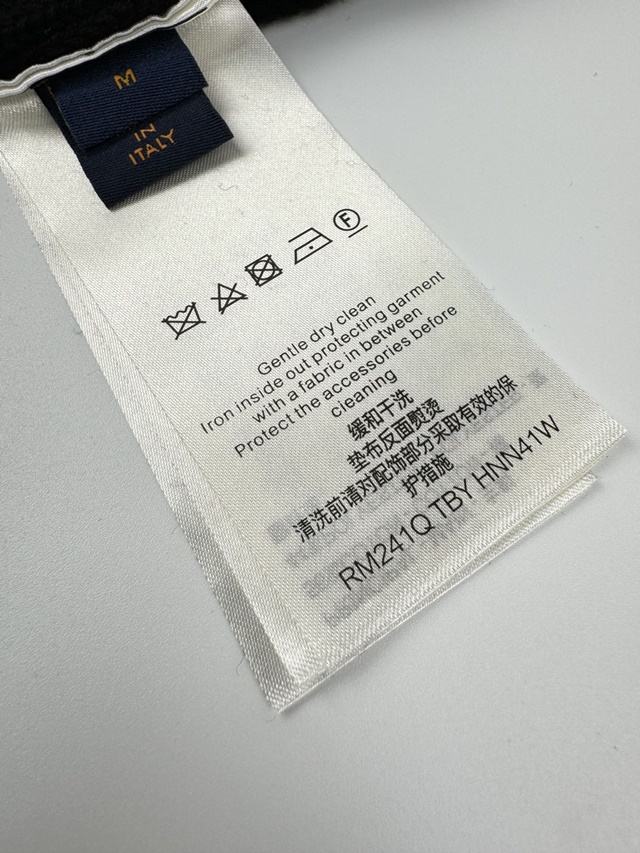 M
IN
ITALY
F
Gentle dry clean
Iron inside out protecting garment
with a fabric in between
Protect the accessories before
cleaning
缓和干洗
垫布反面熨烫
清洗前请对配饰部分采取有效的保
护措施
RM241Q TBY HNN41W